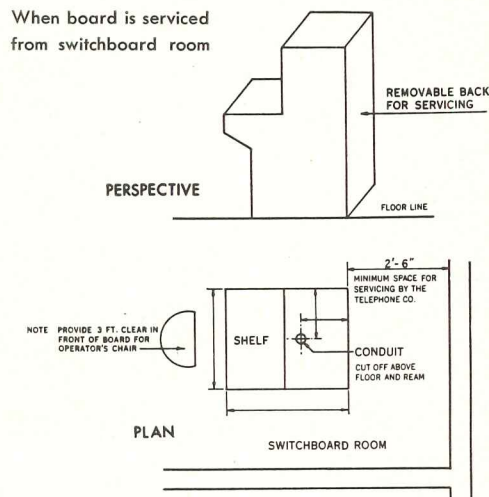 When board is serviced
from switchboard room
REMOVABLE BACK
FOR SERVICING
PERSPECTIVE
FLOOR LINE
2'-6"
MINIMUM SPACE FOR
SERVICING BY THE
TELEPHONE CO.
NOTE PROVIDE 3 FT. CLEAR IN
FRONT OF BOARD FOR
OPERATOR'S CHAIR
SHELF
CONDUIT
CUT OFF ABOVE
FLOOR AND REAM
PLAN
SWITCHBOARD ROOM